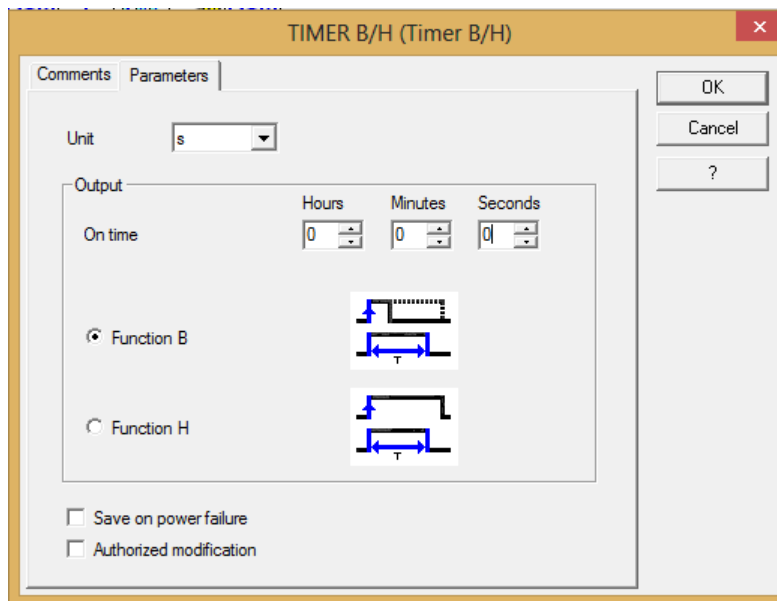 TIMER B/H (Timer B/H)
Comments Parameters
OK
Cancel
?
Unit s
Output
Hours Minutes Seconds
On time 0 0 0
Function B
T
Function H
T
Save on power failure
Authorized modification